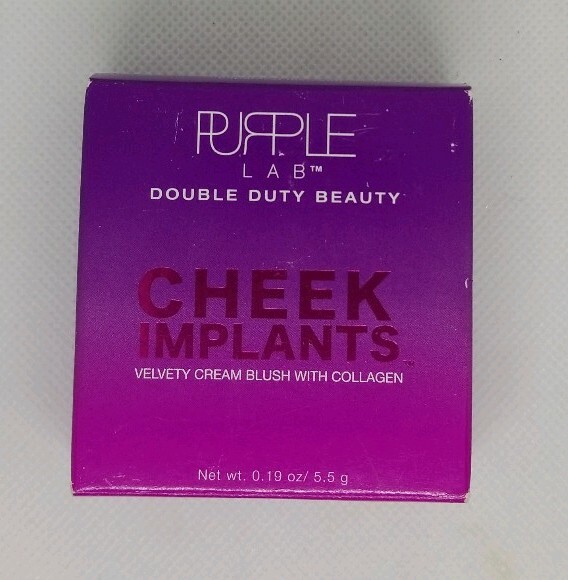 PURPLE
LAB™
DOUBLE DUTY BEAUTY
CHEEK
IMPLANTS™
VELVETY CREAM BLUSH WITH COLLAGEN
Net wt. 0.19 oz/ 5.5 g